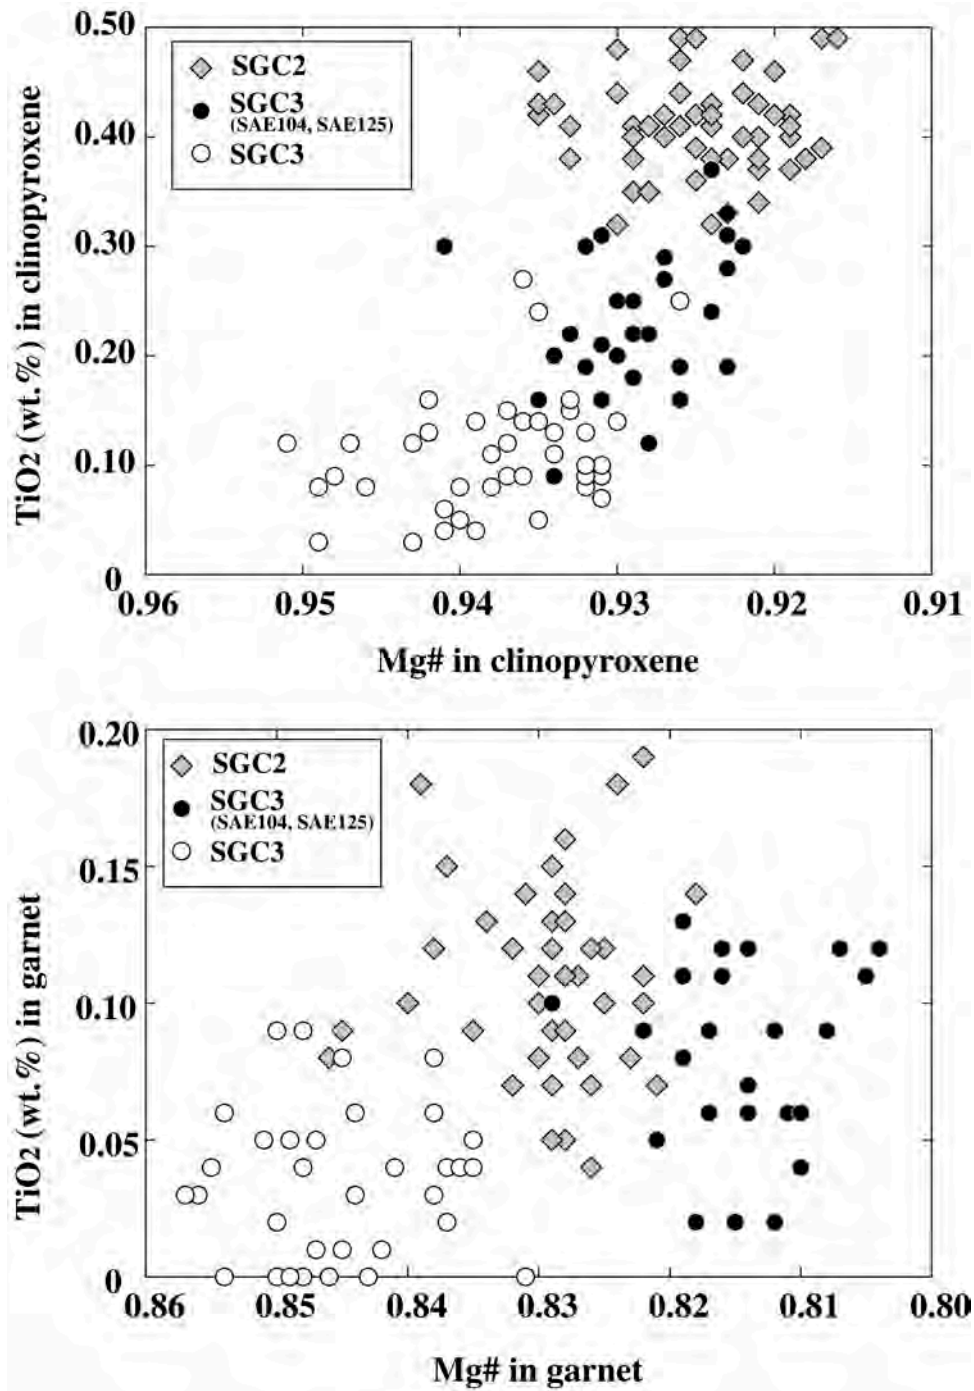 0.50
SGC2
SGC3
(SAE104, SAE125)
SGC3
0.40
0.30
0.20
0.10
0
TiO2 (wt.%) in clinopyroxene
0.96 0.95 0.94 0.93 0.92 0.91
Mg# in clinopyroxene
0.20
SGC2
SGC3
(SAE104, SAE125)
SGC3
0.15
0.10
0.05
0
TiO2 (wt.%) in garnet
0.86 0.85 0.84 0.83 0.82 0.81 0.80
Mg# in garnet